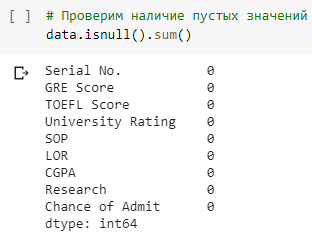 [ ] # Проверим наличие пустых значений
data.isnull().sum()
Serial No. 0
GRE Score 0
TOEFL Score 0
University Rating 0
SOP 0
LOR 0
CGPA 0
Research 0
Chance of Admit 0
dtype: int64